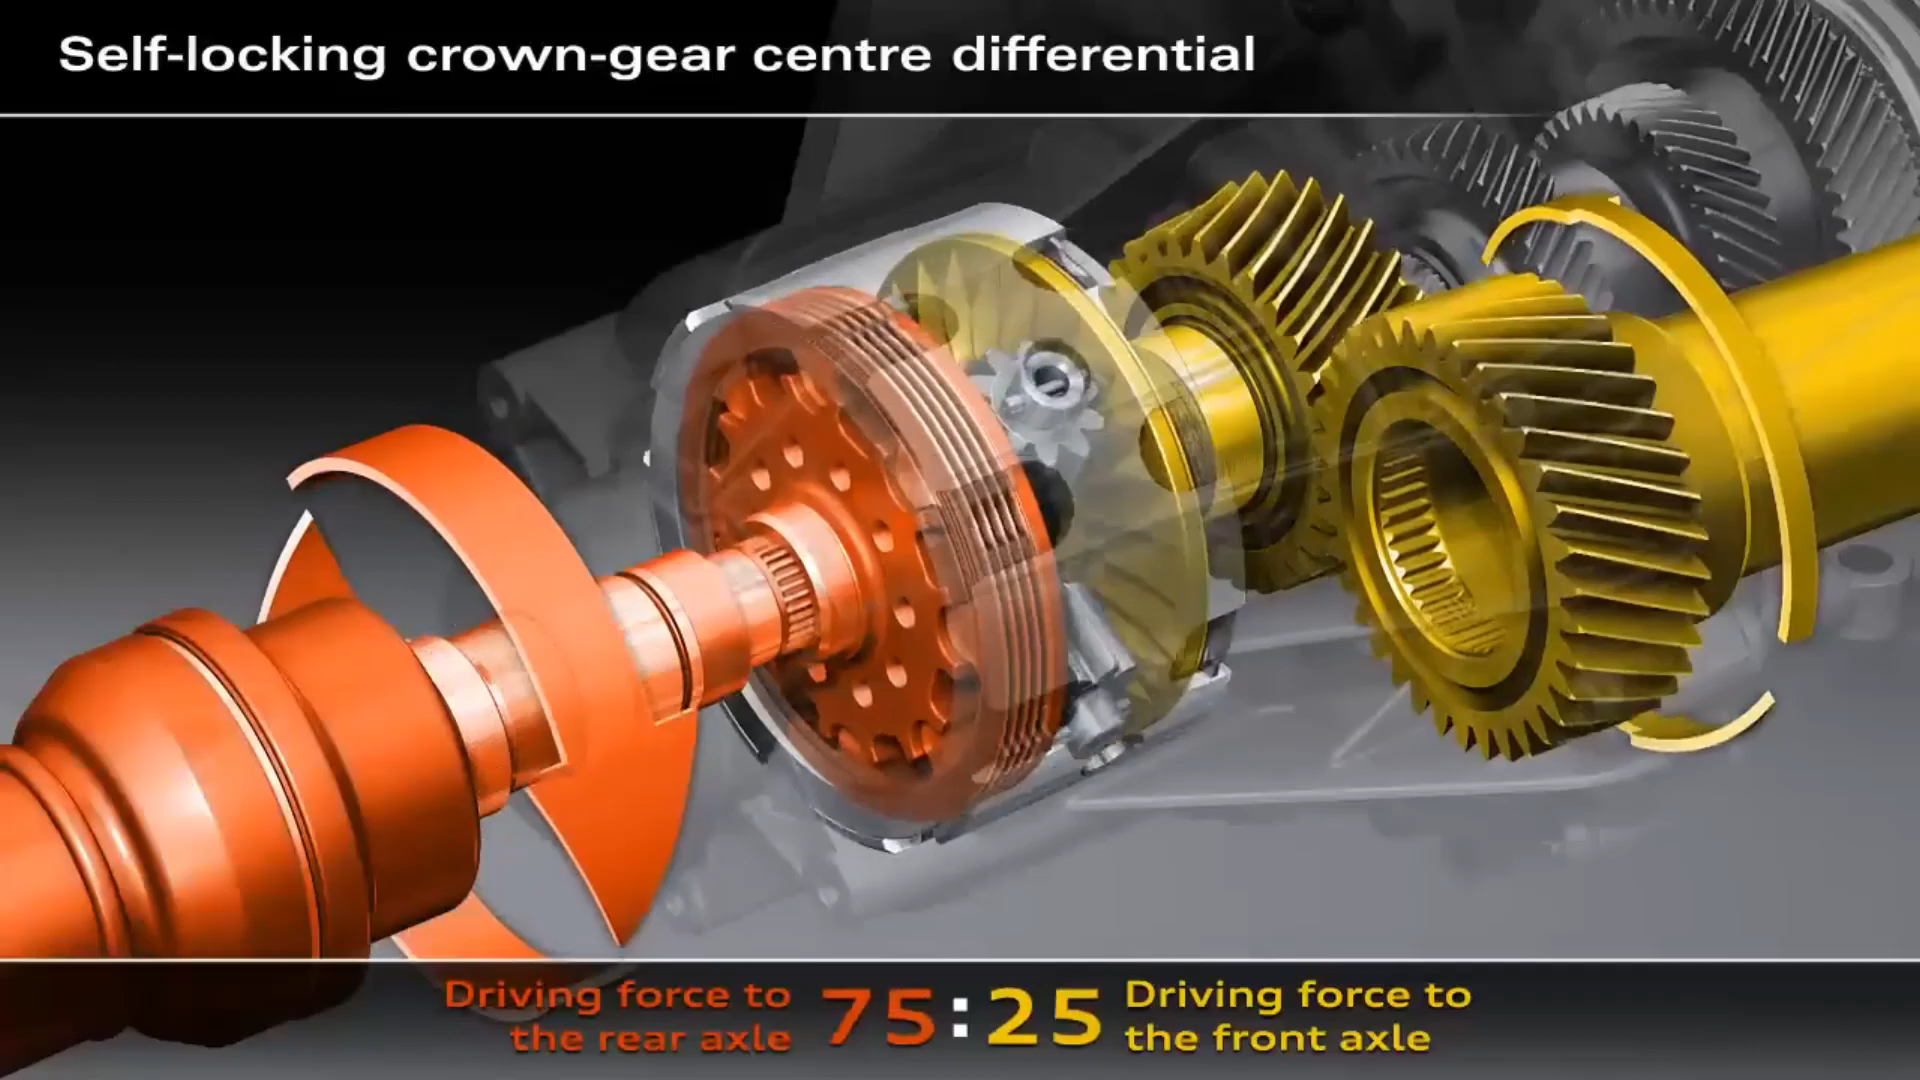 Self-locking crown-gear centre differential
Driving force to
the rear axle
75:25
Driving force to
the front axle